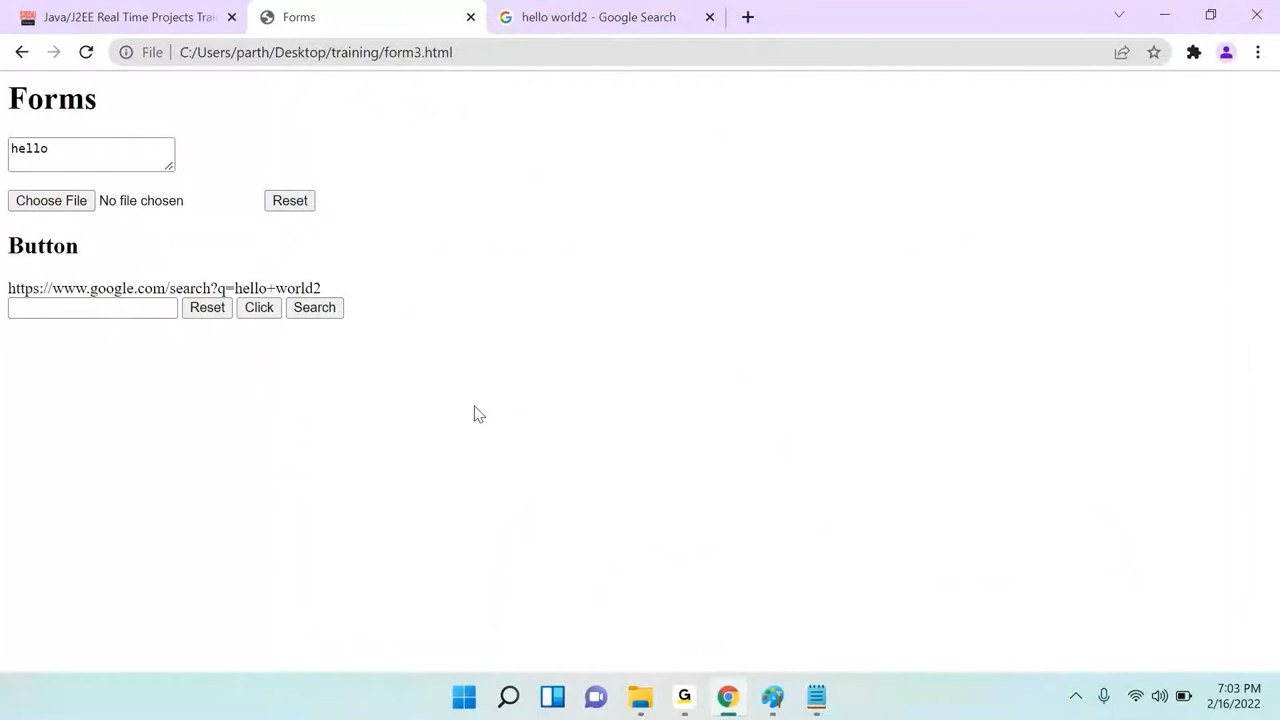 Java/J2EE Real Time Projects Trai
Forms
hello world2 - Google Search
File
C:/Users/parth/Desktop/training/form3.html
Forms
hello
Choose File No file chosen
Reset
Button
https://www.google.com/search?q=hello+world2
Reset
Click
Search
7:03 PM
2/16/2022